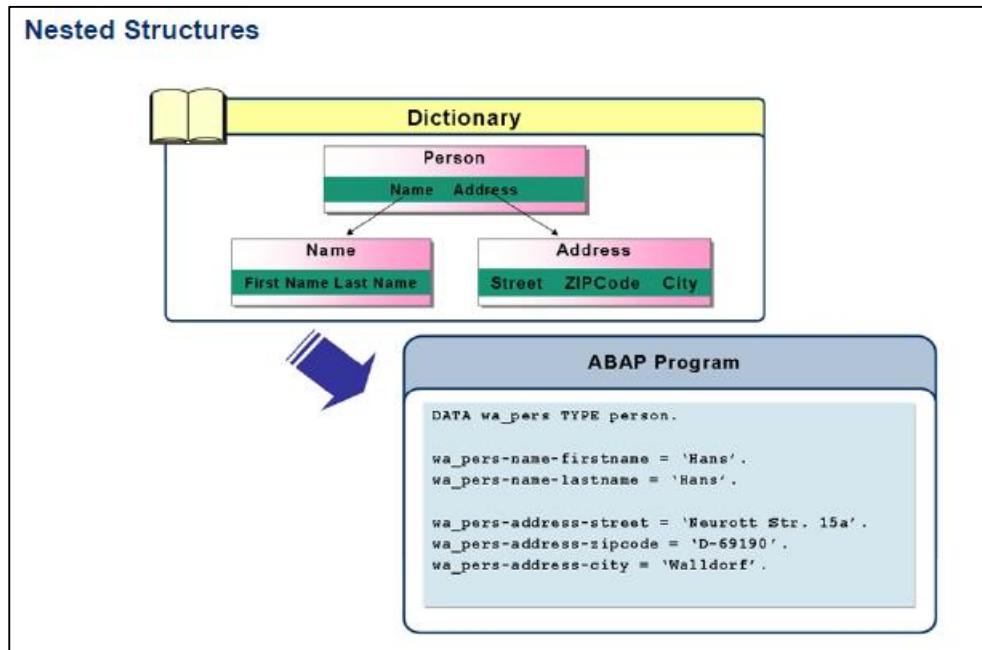 Nested Structures
Dictionary
Person
Name Address
Name
First Name Last Name
Address
Street ZIPCode City
ABAP Program
DATA wa_pers TYPE person.
wa_pers-name-firstname = ‘Hans’.
wa_pers-name-lastname = ‘Hans’.
wa_pers-address-street = ‘Neurott Str. 15a’.
wa_pers-address-zipcode = ‘D-69190’.
wa_pers-address-city = ‘Walldorf’.